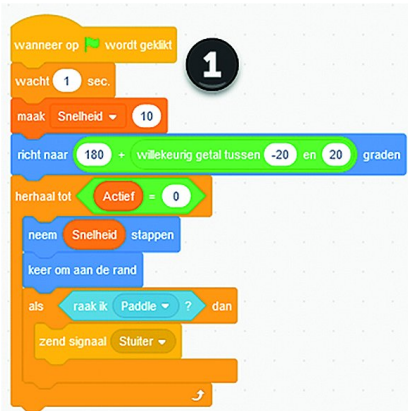 wanneer op wordt geklikt
1
wacht 1 sec.
maak Snelheid 10
richt naar 180 + willekeurig getal tussen -20 en 20 graden
herhaal tot Actief = 0
neem Snelheid stappen
keer om aan de rand
als raak ik Paddle ? dan
zend signaal Stuiter